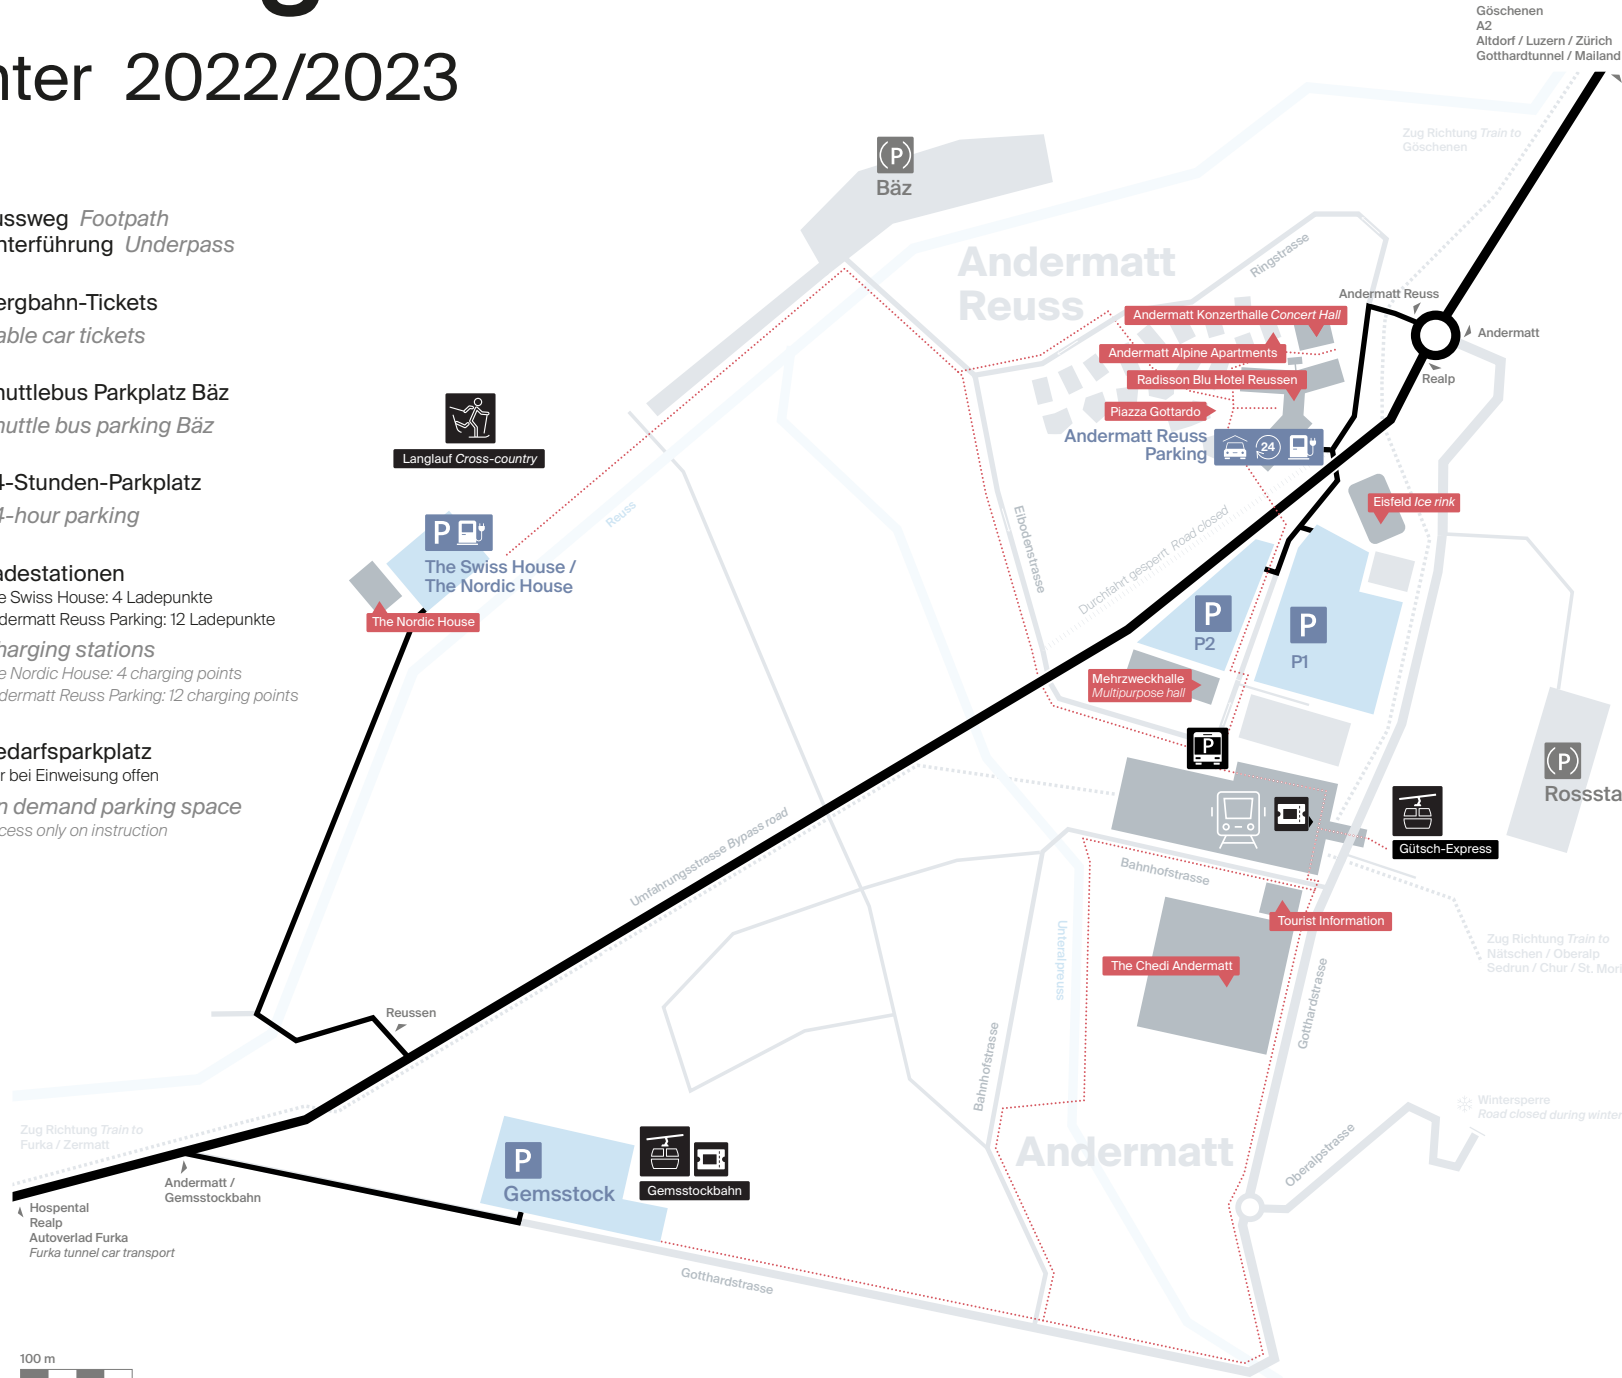 2022/2023
Footpath
Underpass
Göschenen
A2
Altdorf / Luzern / Zürich
Gotthardtunnel / Mailand
Zug Richtung Train to
Göschenen
(P)
Bäz
able car tickets
huttlebus Parkplatz Bäz
huttle bus parking Bäz
4-Stunden-Parkplatz
4-hour parking
adestationen
e Swiss House: 4 Ladepunkte
dermatt Reuss Parking: 12 Ladepunkte
harging stations
e Nordic House: 4 charging points
dermatt Reuss Parking: 12 charging points
edarfsparkplatz
r bei Einweisung offen
n demand parking space
cess only on instruction
ergbahn-Tickets
ussweg
nterführung
nter
Andermatt
Reuss
Ringstrasse
Andermatt Reuss
Andermatt
Realp
Andermatt Konzerthalle Concert Hall
Andermatt Alpine Apartments
Radisson Blu Hotel Reussen
Piazza Gottardo
Andermatt Reuss
Parking
24
Eisfeld Ice rink
Langlauf Cross-country
P
The Swiss House /
The Nordic House
The Nordic House
Reuss
Eibodenstrasse
Durchfahrt gesperrt Road closed
P
P2
P
P1
Mehrzweckhalle
Multipurpose hall
P
(P)
Rosssta
Gütsch-Express
Umfahrungsstrasse Bypass road
Bahnhofstrasse
Tourist Information
Unteralpreuss
The Chedi Andermatt
Zug Richtung Train to
Nätschen / Oberalp
Sedrun / Chur / St. Mori
Gotthardstrasse
Bahnhofstrasse
Reussen
Wintersperre
Road closed during winter
Oberalpstrasse
Andermatt
Zug Richtung Train to
Furka / Zermatt
Andermatt /
Gemsstockbahn
Hospental
Realp
Autoverlad Furka
Furka tunnel car transport
P
Gemsstock
Gemsstockbahn
Gotthardstrasse
100 m